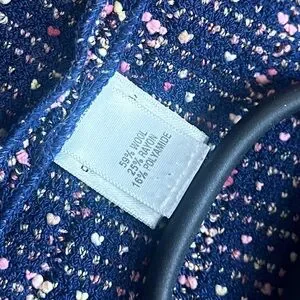 59% WOOL
25% RAYON
16% POLYAMIDE